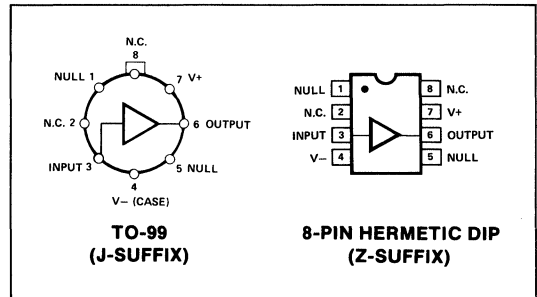 N.C.
8
NULL 1
7 V+
N.C. 2
6 OUTPUT
INPUT 3
5 NULL
4
V– (CASE)
TO-99
(J-SUFFIX)
NULL 1
8 N.C.
N.C. 2
7 V+
INPUT 3
6 OUTPUT
V– 4
5 NULL
8-PIN HERMETIC DIP
(Z-SUFFIX)